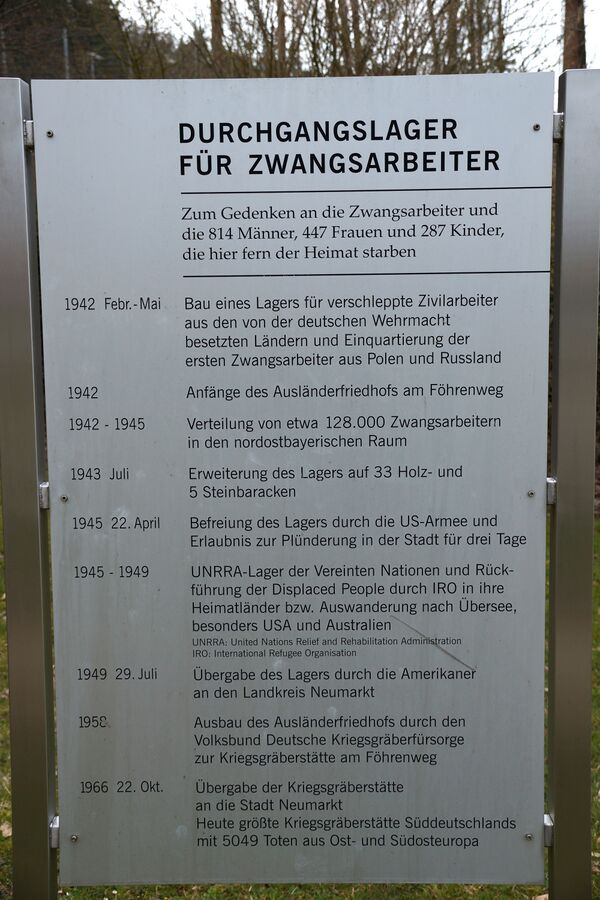 DURCHGANGSLAGER
FÜR ZWANGSARBEITER
Zum Gedenken an die Zwangsarbeiter und
die 814 Männer, 447 Frauen und 287 Kinder,
die hier fern der Heimat starben
1942 Febr.-Mai Bau eines Lagers für verschleppte Zivilarbeiter
aus den von der deutschen Wehrmacht
besetzten Ländern und Einquartierung der
ersten Zwangsarbeiter aus Polen und Russland
1942 Anfänge des Ausländerfriedhofs am Föhrenweg
1942 - 1945 Verteilung von etwa 128.000 Zwangsarbeitern
in den nordostbayerischen Raum
1943 Juli Erweiterung des Lagers auf 33 Holz- und
5 Steinbaracken
1945 22. April Befreiung des Lagers durch die US-Armee und
Erlaubnis zur Plünderung in der Stadt für drei Tage
1945 - 1949 UNRRA-Lager der Vereinten Nationen und Rück-
führung der Displaced People durch IRO in ihre
Heimatländer bzw. Auswanderung nach Übersee,
besonders USA und Australien
UNRRA: United Nations Relief and Rehabilitation Administration
IRO: International Refugee Organisation
1949 29. Juli Übergabe des Lagers durch die Amerikaner
an den Landkreis Neumarkt
1958 Ausbau des Ausländerfriedhofs durch den
Volksbund Deutsche Kriegsgräberfürsorge
zur Kriegsgräberstätte am Föhrenweg
1966 22. Okt. Übergabe der Kriegsgräberstätte
an die Stadt Neumarkt
Heute größte Kriegsgräberstätte Süddeutschlands
mit 5049 Toten aus Ost- und Südosteuropa